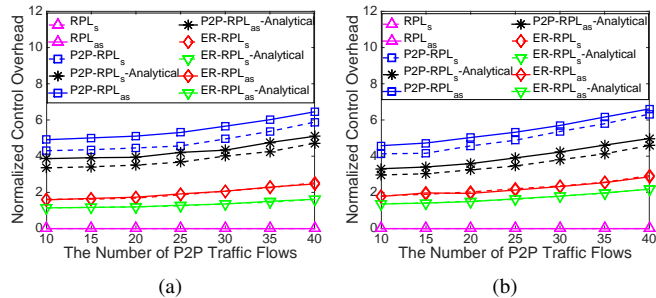 Normalized Control Overhead
12
10
8
6
4
2
0
RPLs
RPLas
P2P-RPLs
P2P-RPLs-Analytical
P2P-RPLas
P2P-RPLas-Analytical
ER-RPLs
ER-RPLs-Analytical
ER-RPLas
ER-RPLas-Analytical
10 15 20 25 30 35 40
The Number of P2P Traffic Flows
(a)
Normalized Control Overhead
12
10
8
6
4
2
0
RPLs
RPLas
P2P-RPLs
P2P-RPLs-Analytical
P2P-RPLas
P2P-RPLas-Analytical
ER-RPLs
ER-RPLs-Analytical
ER-RPLas
ER-RPLas-Analytical
10 15 20 25 30 35 40
The Number of P2P Traffic Flows
(b)